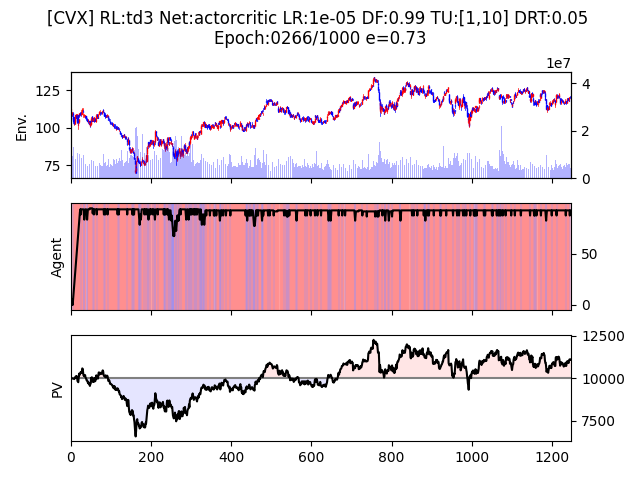 [CVX] RL:td3 Net:actorcritic LR:1e-05 DF:0.99 TU:[1,10] DRT:0.05
Epoch:0266/1000 e=0.73
1e7
125
100
75
Env.
4
2
0
Agent
50
0
PV
12500
10000
7500
0 200 400 600 800 1000 1200